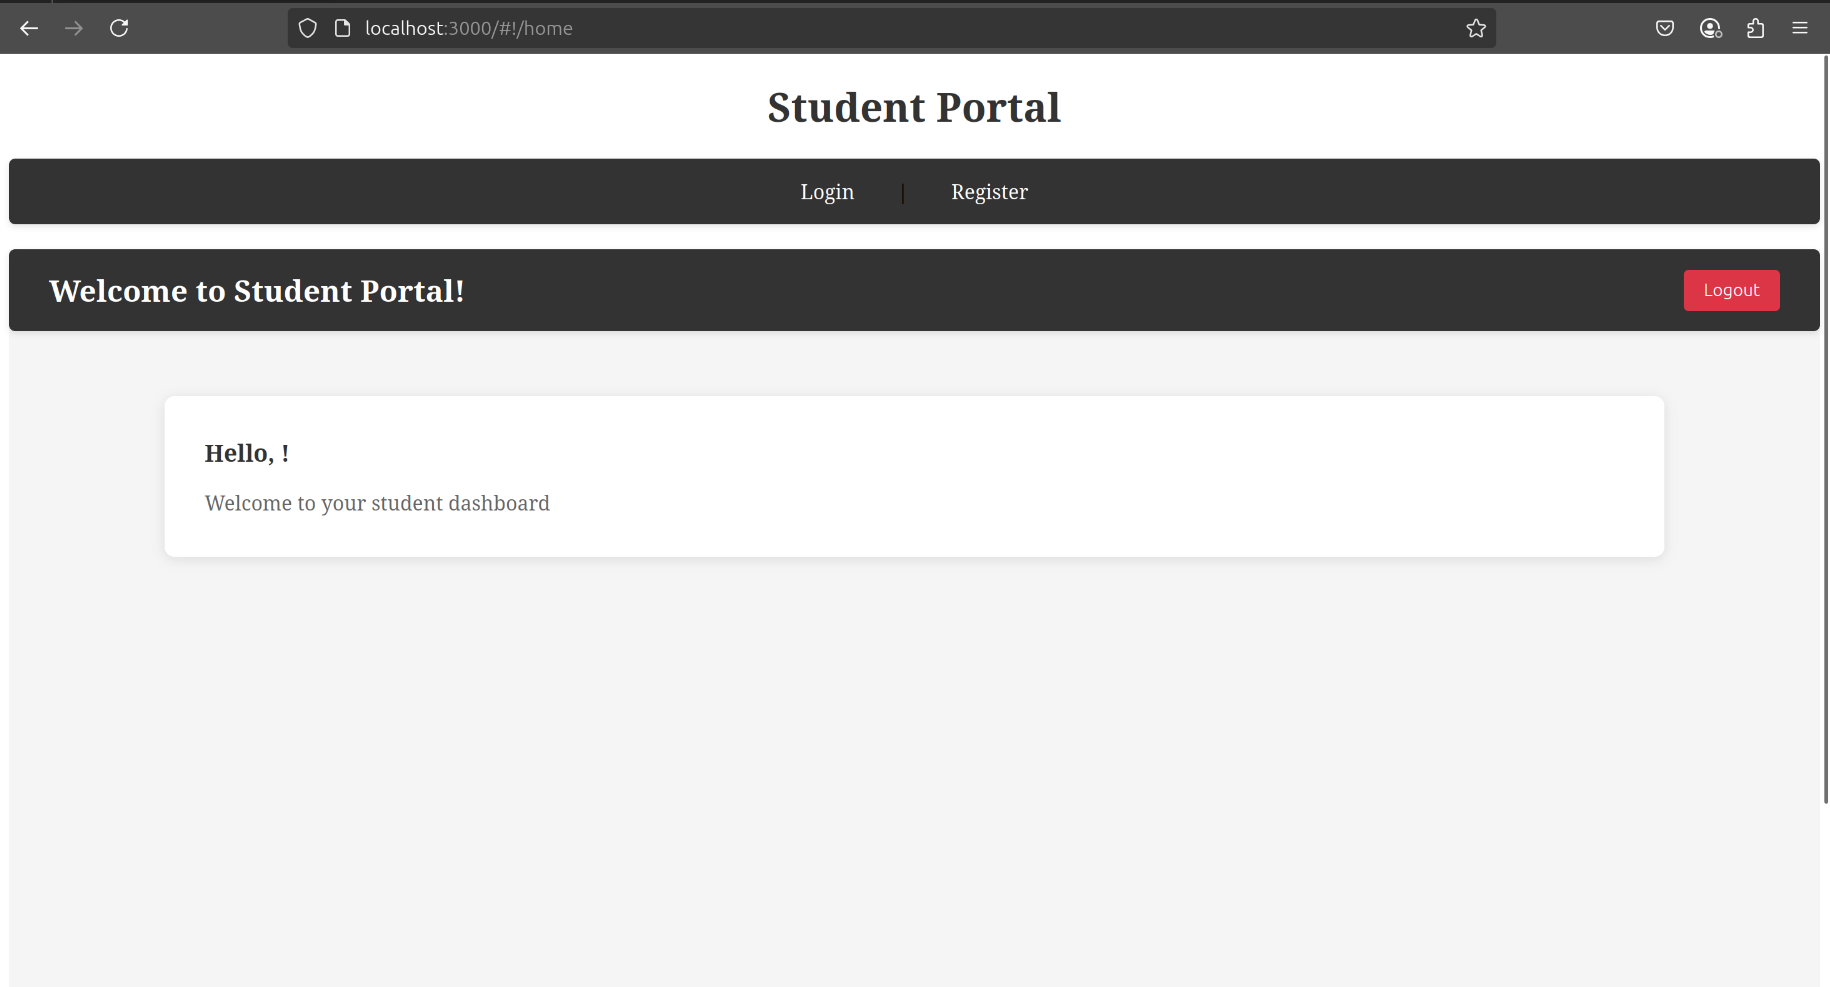 localhost:3000/#!/home
Student Portal
Login | Register
Welcome to Student Portal! Logout
Hello, !
Welcome to your student dashboard